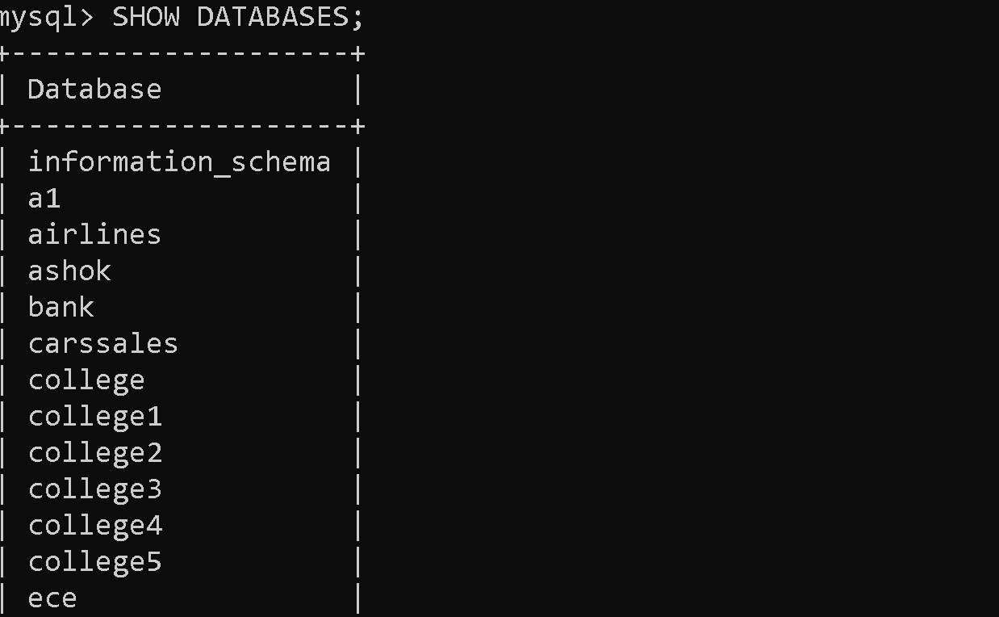 mysql> SHOW DATABASES;
+--------------------+
| Database           |
+--------------------+
| information_schema |
| a1                 |
| airlines           |
| ashok              |
| bank               |
| carssales          |
| college            |
| college1           |
| college2           |
| college3           |
| college4           |
| college5           |
| ece                |